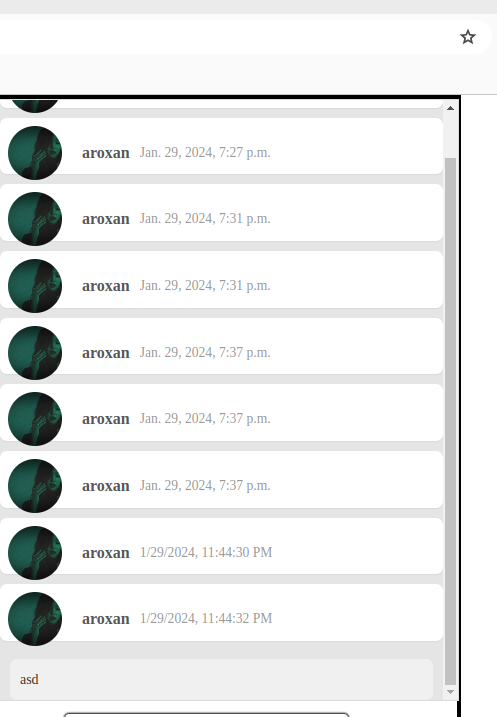 aroxan Jan. 29, 2024, 7:27 p.m.
aroxan Jan. 29, 2024, 7:31 p.m.
aroxan Jan. 29, 2024, 7:31 p.m.
aroxan Jan. 29, 2024, 7:37 p.m.
aroxan Jan. 29, 2024, 7:37 p.m.
aroxan Jan. 29, 2024, 7:37 p.m.
aroxan 1/29/2024, 11:44:30 PM
aroxan 1/29/2024, 11:44:32 PM
asd